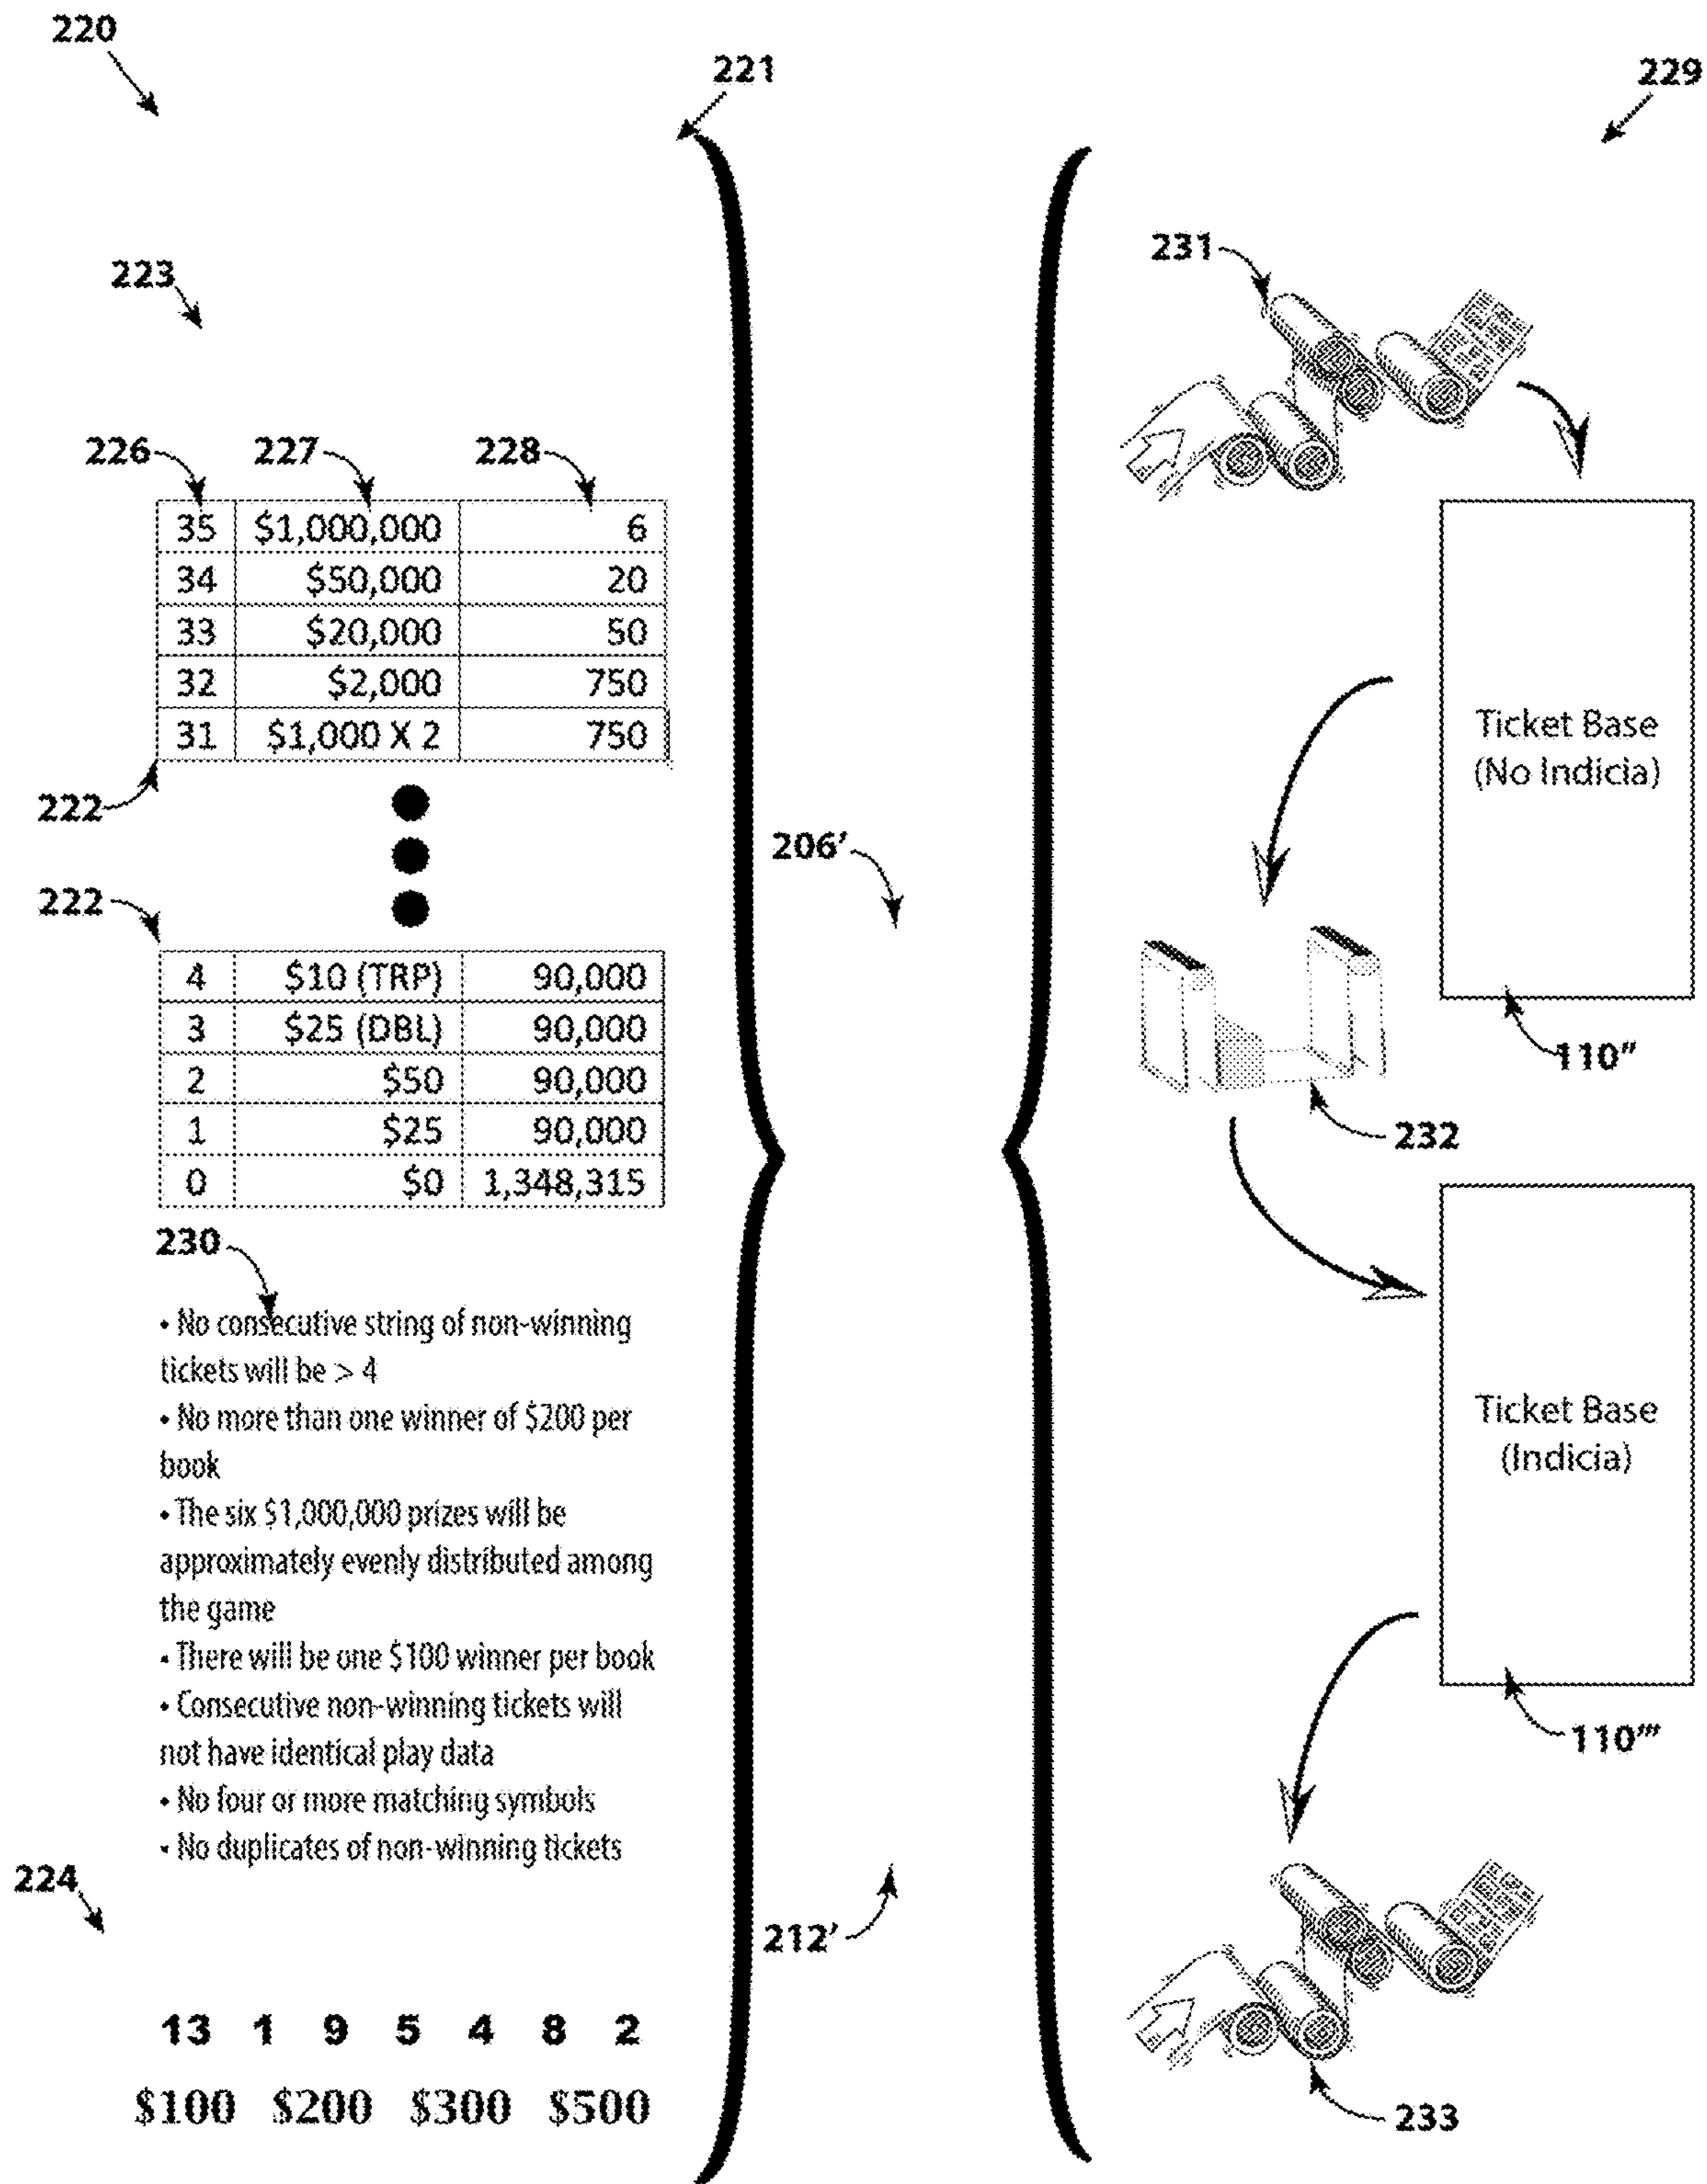 220
221
229
223
231
226 227 228
35 $1,000,000 6
34 $50,000 20
33 $20,000 50
32 $2,000 750
31 $1,000 X 2 750
222
Ticket Base
(No Indicia)
206'
222
4 $10 (TRP) 90,000
3 $25 (DBL) 90,000
2 $50 90,000
1 $25 90,000
0 $0 1,348,315
110"
232
230
• No consecutive string of non-winning
tickets will be > 4
• No more than one winner of $200 per
book
• The six $1,000,000 prizes will be
approximately evenly distributed among
the game
• There will be one $100 winner per book
• Consecutive non-winning tickets will
not have identical play data
• No four or more matching symbols
• No duplicates of non-winning tickets
Ticket Base
(Indicia)
110'''
224
212'
13 1 9 5 4 8 2
$100 $200 $300 $500
233